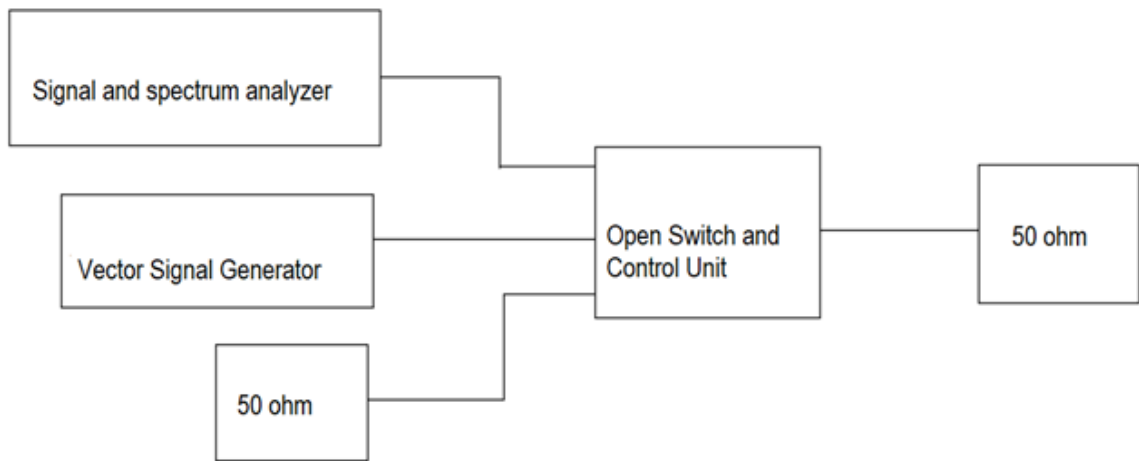 Signal and spectrum analyzer
Vector Signal Generator
Open Switch and
Control Unit
50 ohm
50 ohm